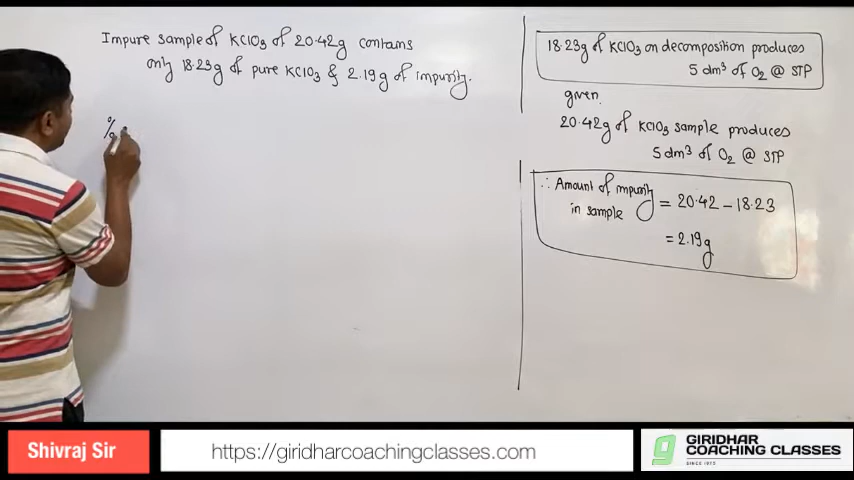 Impure sample of KClO3 of 20.42g contains
only 18.23g of pure KClO3 & 2.19g of impurity.
%
18.23g of KClO3 on decomposition produces
5 dm³ of O2 @ STP
given.
20.42g of KClO3 sample produces
5 dm³ of O2 @ STP
∴ Amount of impurity
in sample = 20.42 – 18.23
= 2.19g
Shivraj Sir
https://giridharcoachingclasses.com
GIRIDHAR
COACHING CLASSES
SINCE 1972